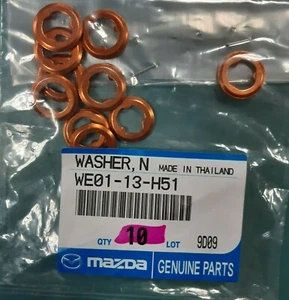 WASHER,N MADE IN THAILAND
WE01-13-H51
QTY 10 LOT 9D09
mazda GENUINE PARTS